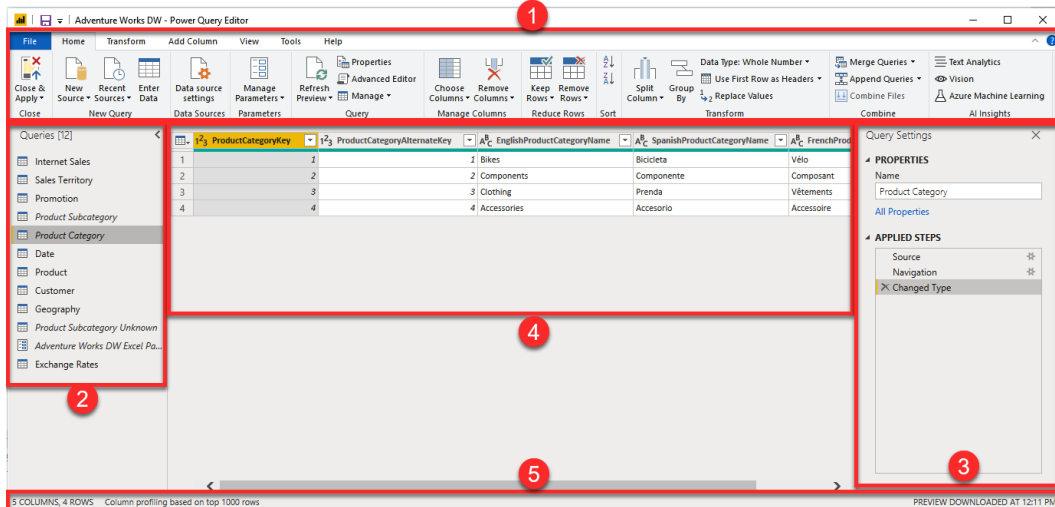 Adventure Works DW - Power Query Editor
1
File Home Transform Add Column View Tools Help
Close & Apply
New Source
Recent Sources
Enter Data
Data source settings
Manage Parameters
Refresh Preview
Properties
Advanced Editor
Manage
Choose Columns
Remove Columns
Keep Rows
Remove Rows
Split Column
Group By
Data Type: Whole Number
Use First Row as Headers
1 2 Replace Values
Merge Queries
Append Queries
Combine Files
Text Analytics
Vision
Azure Machine Learning
Close New Query Data Sources Parameters Query Manage Columns Reduce Rows Sort Transform Combine AI Insights
Queries [12]
Internet Sales
Sales Territory
Promotion
Product Subcategory
Product Category
Date
Product
Customer
Geography
Product Subcategory Unknown
Adventure Works DW Excel Pa...
Exchange Rates
2
123 ProductCategoryKey 123 ProductCategoryAlternateKey ABC EnglishProductCategoryName ABC SpanishProductCategoryName ABC FrenchProd
1 1 1 Bikes Bicicleta Vélo
2 2 2 Components Componente Composant
3 3 3 Clothing Prenda Vêtements
4 4 4 Accessories Accesorio Accessoire
4
Query Settings
PROPERTIES
Name
Product Category
All Properties
APPLIED STEPS
Source
Navigation
Changed Type
3
5
5 COLUMNS, 4 ROWS Column profiling based on top 1000 rows PREVIEW DOWNLOADED AT 12:11 PM